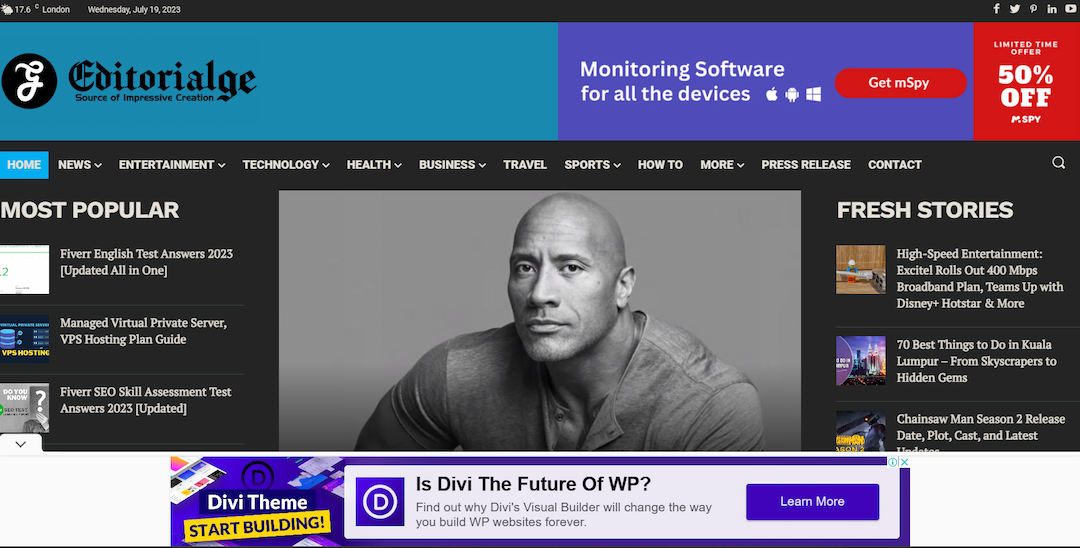 17.6 C London Wednesday, July 19, 2023
Editorialge
Source of Impressive Creation
Monitoring Software
for all the devices
Get mSpy
LIMITED TIME
OFFER
50%
OFF
mSPY
HOME NEWS ENTERTAINMENT TECHNOLOGY HEALTH BUSINESS TRAVEL SPORTS HOW TO MORE PRESS RELEASE CONTACT
MOST POPULAR
Fiverr English Test Answers 2023
[Updated All in One]
Managed Virtual Private Server,
VPS Hosting Plan Guide
VIRTUAL PRIVATE SERVER
VPS HOSTING
Fiverr SEO Skill Assessment Test
Answers 2023 [Updated]
DO YOU
KNOW
SEO TEST
?
FRESH STORIES
High-Speed Entertainment:
Excitel Rolls Out 400 Mbps
Broadband Plan, Teams Up with
Disney+ Hotstar & More
70 Best Things to Do in Kuala
Lumpur – From Skyscrapers to
Hidden Gems
Chainsaw Man Season 2 Release
Date, Plot, Cast, and Latest
Updates
Divi Theme
START BUILDING!
D
Is Divi The Future Of WP?
Find out why Divi's Visual Builder will change the way
you build WP websites forever.
Learn More